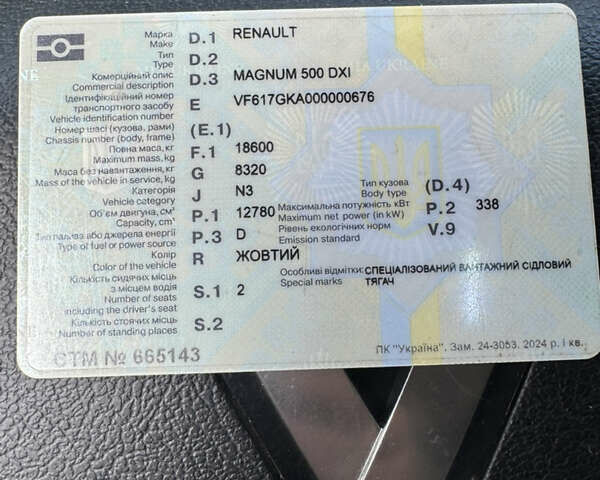 Марка D.1 RENAULT
Make
Тип D.2
Type
Комерційний опис D.3 MAGNUM 500 DXI
Commercial description
Ідентифікаційний номер
транспортного засобу E VF617GKA000000676
Vehicle identification number
Номер шасі (кузова, рами) (E.1)
Chassis number (body, frame)
Повна маса, кг F.1 18600
Maximum mass, kg
Маса без навантаження, кг G 8320
Mass of the vehicle in service, kg
Категорія J N3 Тип кузова (D.4)
Vehicle category Body type
Об'єм двигуна, см³ P.1 12780 Максимальна потужність кВт P.2 338
Capacity, cm³ Maximum net power (in kW)
Тип палива або джерела енергії P.3 D Рівень екологічних норм V.9
Type of fuel or power source Emission standard
Колір R ЖОВТИЙ
Color of the vehicle
Кількість сидячих місць Особливі відмітки: СПЕЦІАЛІЗОВАНИЙ ВАНТАЖНИЙ СІДЛОВИЙ
з місцем водія S.1 2 Special marks ТЯГАЧ
Number of seats
including the driver's seat
Кількість стоячих місць S.2
Number of standing places
СТМ № 665143
ПК "Україна". Зам. 24-3053. 2024 р. І кв.